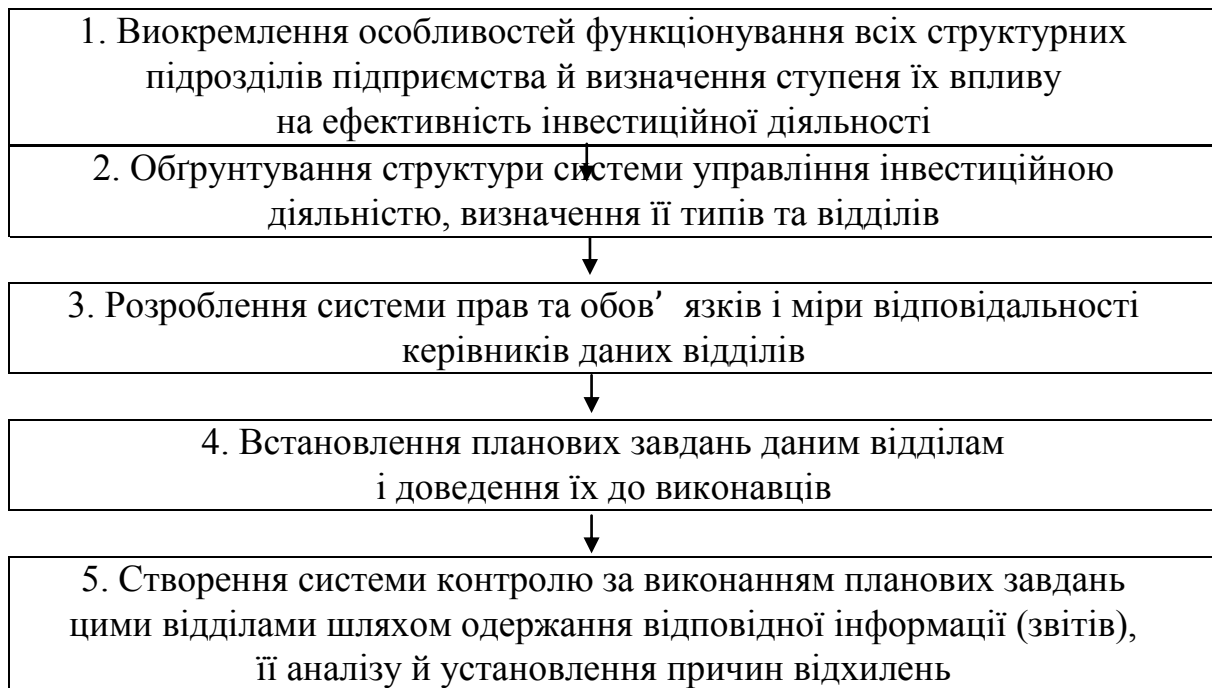 1. Виокремлення особливостей функціонування всіх структурних
підрозділів підприємства й визначення ступеня їх впливу
на ефективність інвестиційної діяльності
2. Обґрунтування структури системи управління інвестиційною
діяльністю, визначення її типів та відділів
3. Розроблення системи прав та обов’ язків і міри відповідальності
керівників даних відділів
4. Встановлення планових завдань даним відділам
і доведення їх до виконавців
5. Створення системи контролю за виконанням планових завдань
цими відділами шляхом одержання відповідної інформації (звітів),
її аналізу й установлення причин відхилень